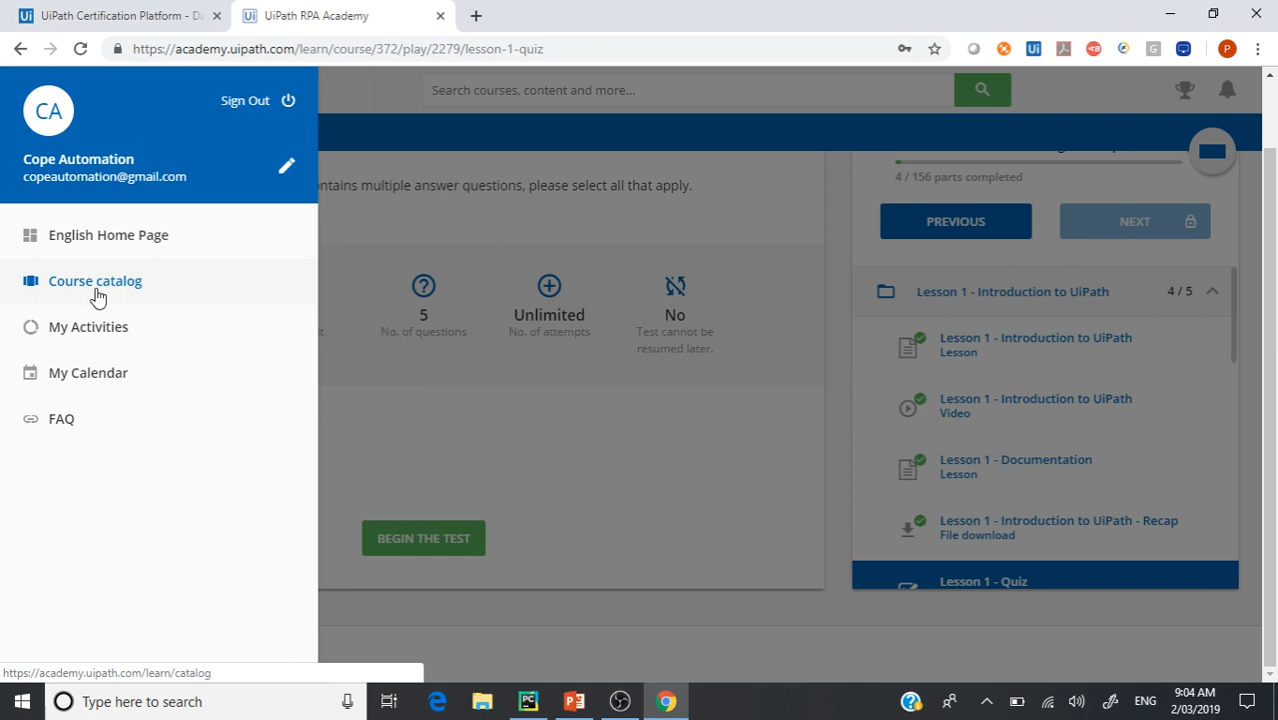 UiPath Certification Platform - Da
UiPath RPA Academy
https://academy.uipath.com/learn/course/372/play/2279/lesson-1-quiz
P
CA
Sign Out
Cope Automation
copeautomation@gmail.com
English Home Page
Course catalog
My Activities
My Calendar
FAQ
Search courses, content and more...
ntains multiple answer questions, please select all that apply.
5
No. of questions
Unlimited
No. of attempts
No
Test cannot be
resumed later.
BEGIN THE TEST
4 / 156 parts completed
PREVIOUS
NEXT
Lesson 1 - Introduction to UiPath
4 / 5
Lesson 1 - Introduction to UiPath
Lesson
Lesson 1 - Introduction to UiPath
Video
Lesson 1 - Documentation
Lesson
Lesson 1 - Introduction to UiPath - Recap
File download
Lesson 1 - Quiz
https://academy.uipath.com/learn/catalog
Type here to search
ENG
9:04 AM
2/03/2019